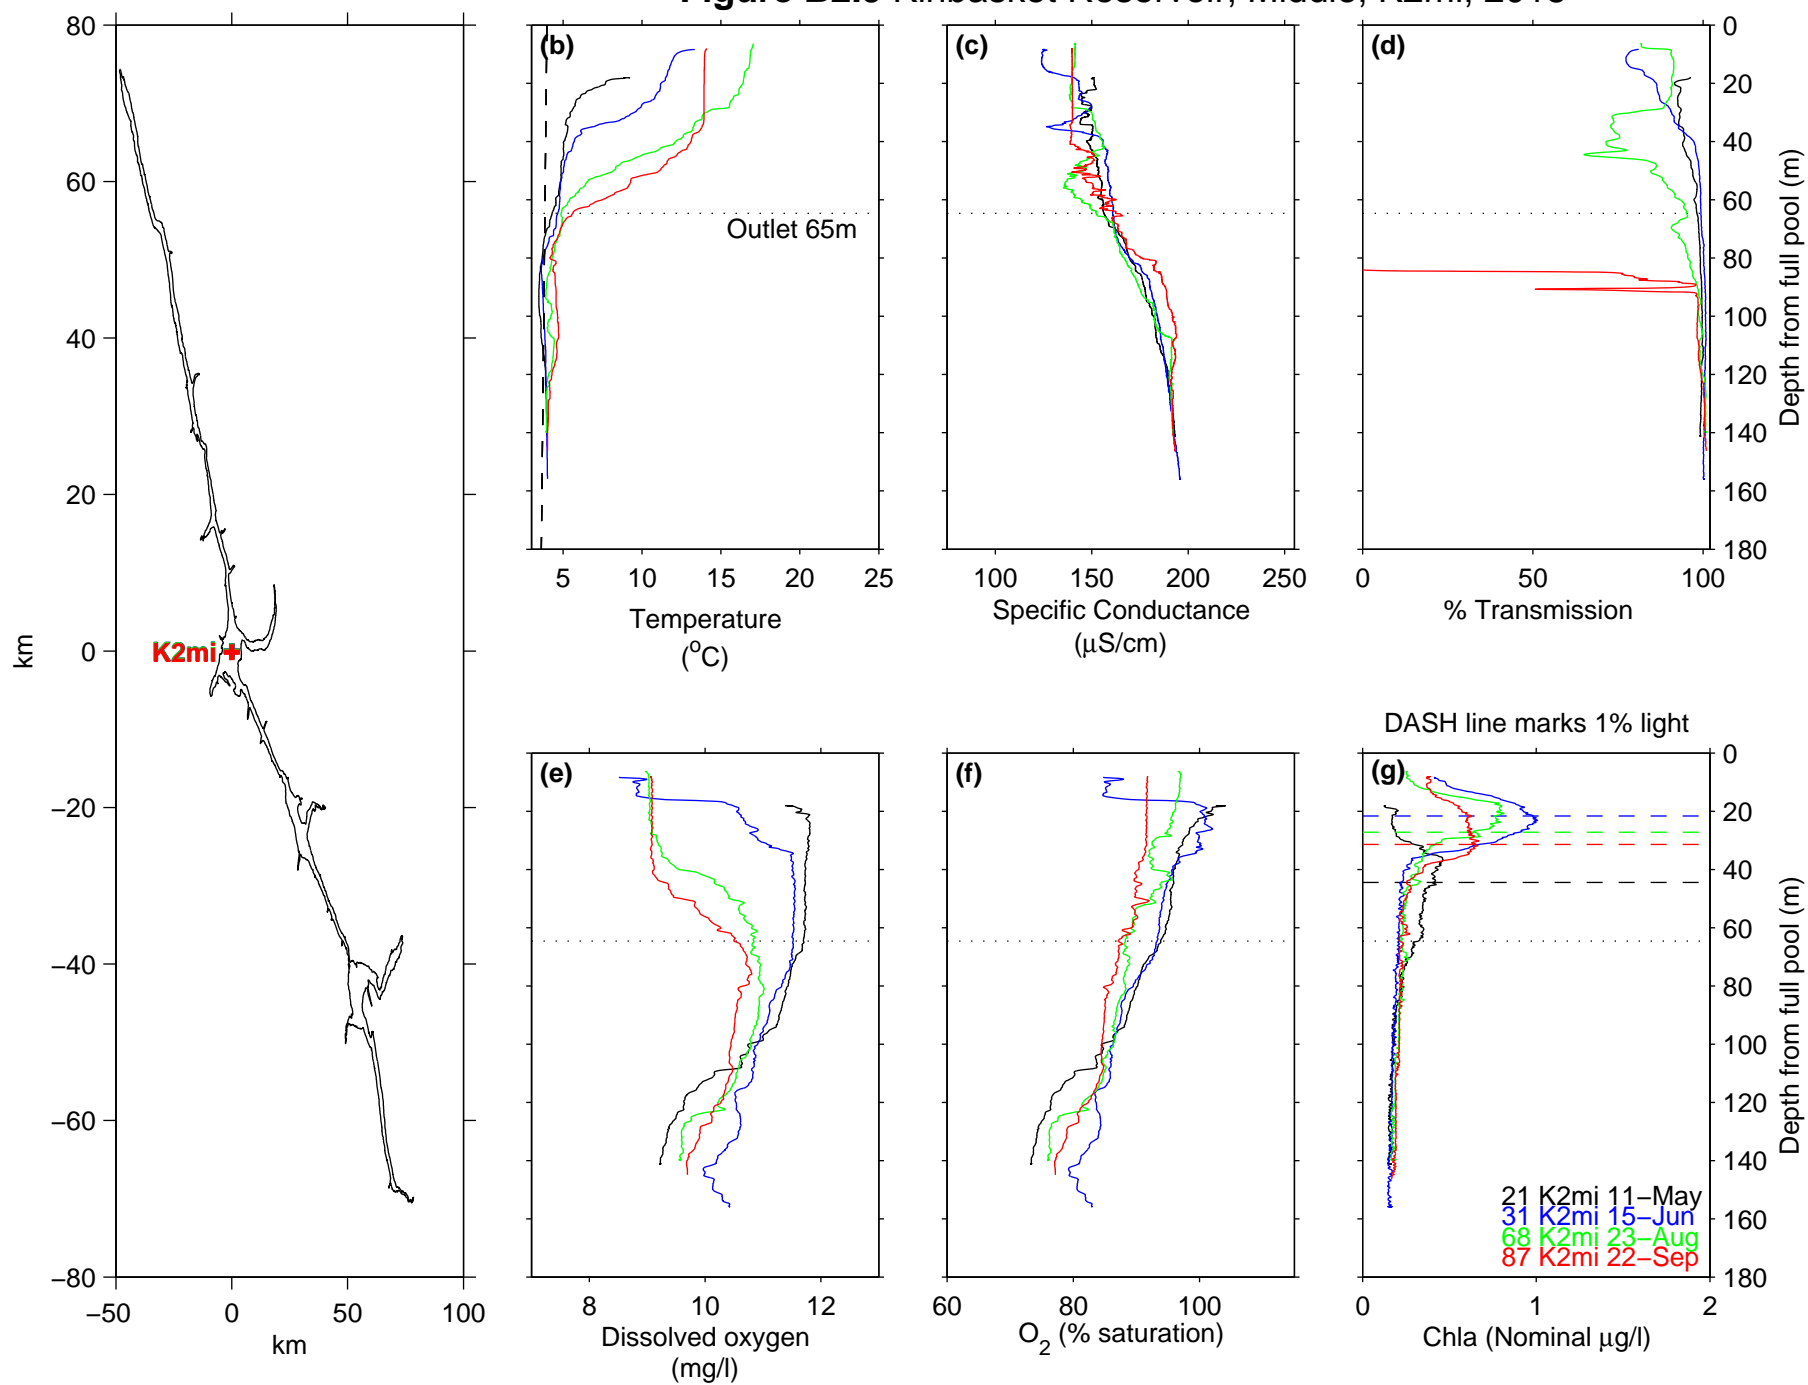 80
60
40
20
0
−20
−40
−60
−80
km
−50 0 50 100
km
K2mi
(b)
Outlet 65m
5 10 15 20 25
Temperature
(oC)
(c)
100 150 200 250
Specific Conductance
(μS/cm)
(d)
0 50 100
% Transmission
0
20
40
60
80
100
120
140
160
180
Depth from full pool (m)
(e)
8 10 12
Dissolved oxygen
(mg/l)
(f)
60 80 100
O2 (% saturation)
DASH line marks 1% light
(g)
21 K2mi 11−May
31 K2mi 15−Jun
68 K2mi 23−Aug
87 K2mi 22−Sep
0 1 2
Chla (Nominal μg/l)
0
20
40
60
80
100
120
140
160
180
Depth from full pool (m)